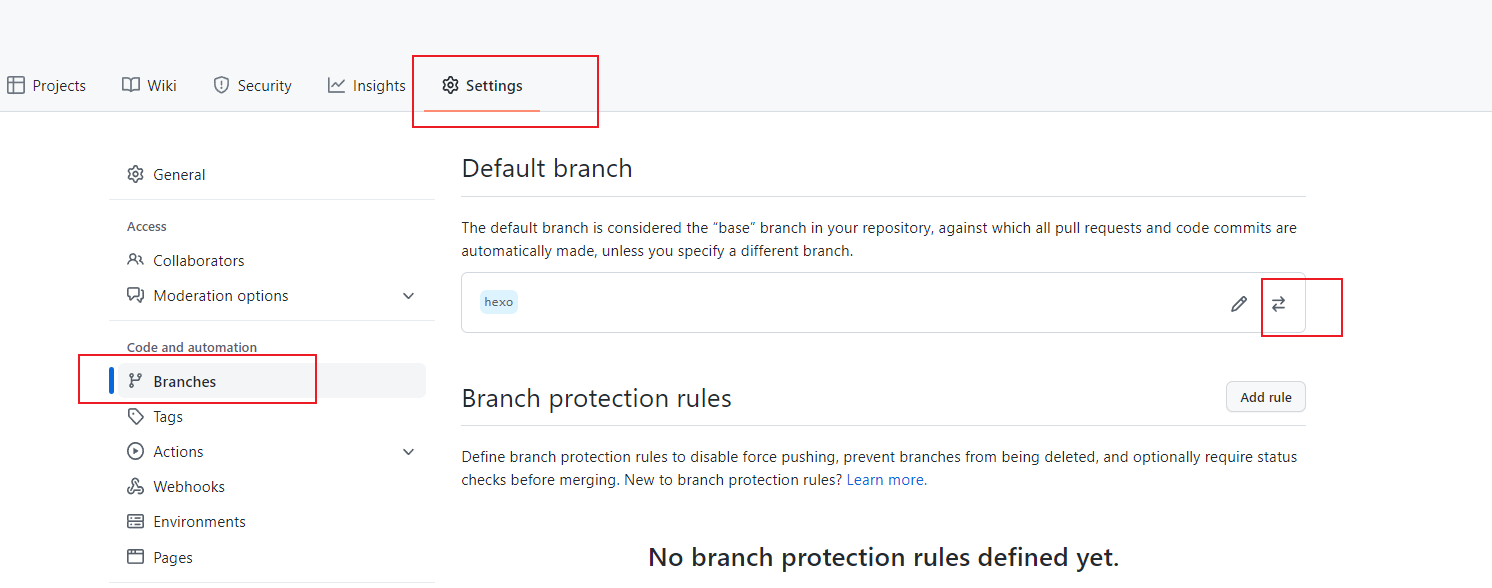 Projects Wiki Security Insights Settings
General
Access
Collaborators
Moderation options
Code and automation
Branches
Tags
Actions
Webhooks
Environments
Pages
Default branch
The default branch is considered the “base” branch in your repository, against which all pull requests and code commits are
automatically made, unless you specify a different branch.
hexo
Branch protection rules
Add rule
Define branch protection rules to disable force pushing, prevent branches from being deleted, and optionally require status
checks before merging. New to branch protection rules? Learn more.
No branch protection rules defined yet.